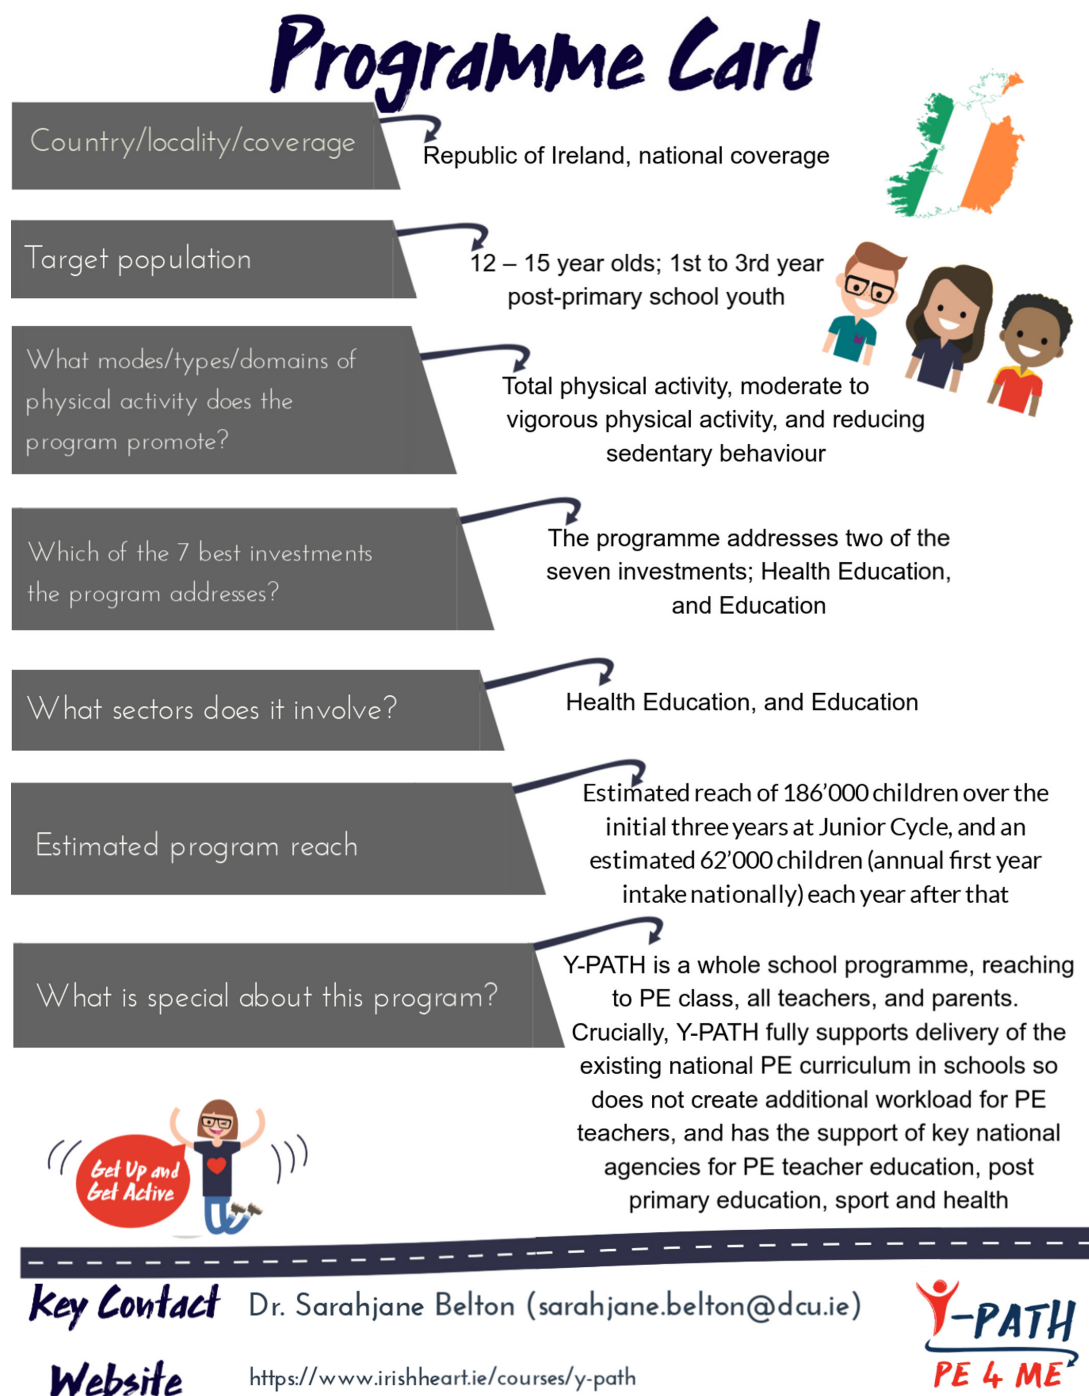 Programme Card
Country/locality/coverage
Republic of Ireland, national coverage
Target population
12 – 15 year olds; 1st to 3rd year
post-primary school youth
What modes/types/domains of
physical activity does the
program promote?
Total physical activity, moderate to
vigorous physical activity, and reducing
sedentary behaviour
Which of the 7 best investments
the program addresses?
The programme addresses two of the
seven investments; Health Education,
and Education
What sectors does it involve?
Health Education, and Education
Estimated program reach
Estimated reach of 186’000 children over the
initial three years at Junior Cycle, and an
estimated 62’000 children (annual first year
intake nationally) each year after that
What is special about this program?
Y-PATH is a whole school programme, reaching
to PE class, all teachers, and parents.
Crucially, Y-PATH fully supports delivery of the
existing national PE curriculum in schools so
does not create additional workload for PE
teachers, and has the support of key national
agencies for PE teacher education, post
primary education, sport and health
Get Up and
Get Active
Key Contact
Dr. Sarahjane Belton (sarahjane.belton@dcu.ie)
Website
https://www.irishheart.ie/courses/y-path
Y-PATH
PE 4 ME